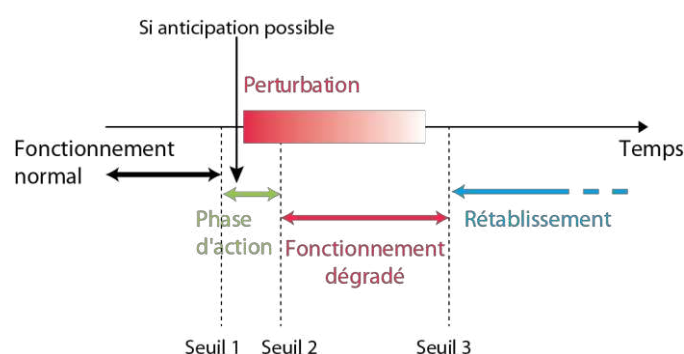 Si anticipation possible
Perturbation
Temps
Fonctionnement
normal
Phase
d'action
Fonctionnement
dégradé
Rétablissement
Seuil 1
Seuil 2
Seuil 3